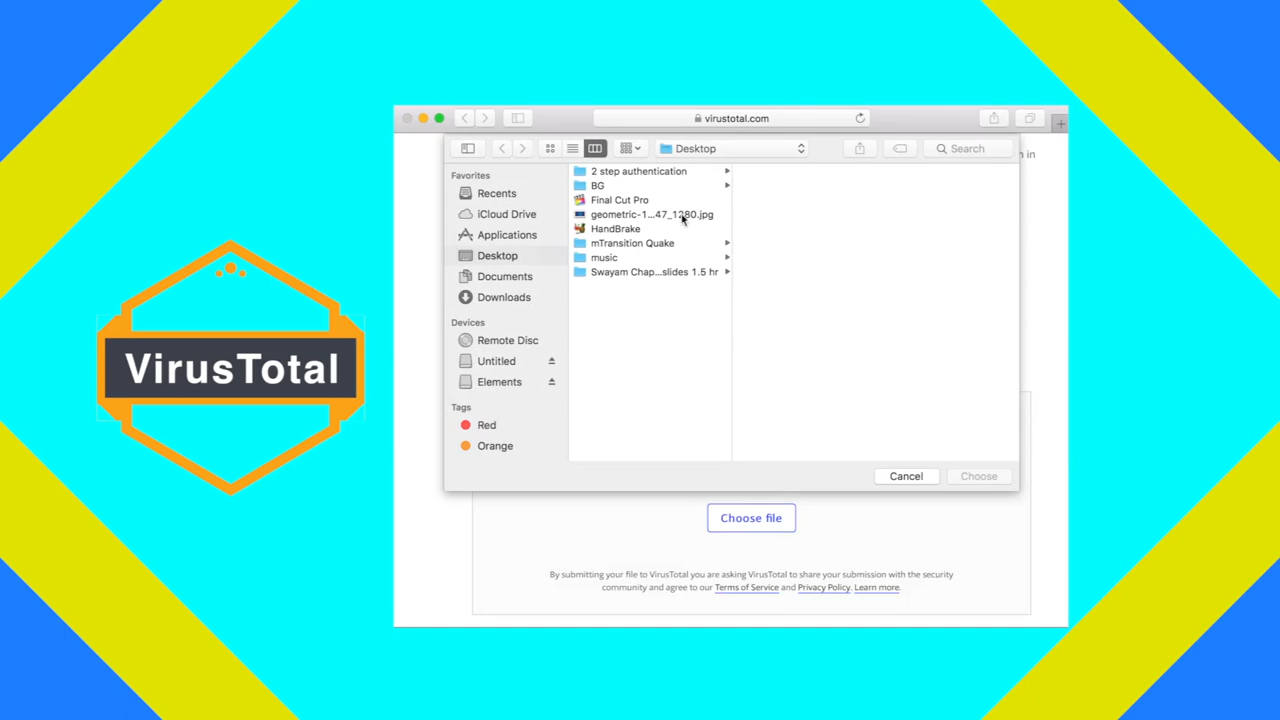 VirusTotal
virustotal.com
Desktop
Search
n in
Favorites
Recents
iCloud Drive
Applications
Desktop
Documents
Downloads
Devices
Remote Disc
Untitled
Elements
Tags
Red
Orange
2 step authentication
BG
Final Cut Pro
geometric-1...47_1280.jpg
HandBrake
mTransition Quake
music
Swayam Chap...slides 1.5 hr
Cancel
Choose
Choose file
By submitting your file to VirusTotal you are asking VirusTotal to share your submission with the security
community and agree to our Terms of Service and Privacy Policy. Learn more.